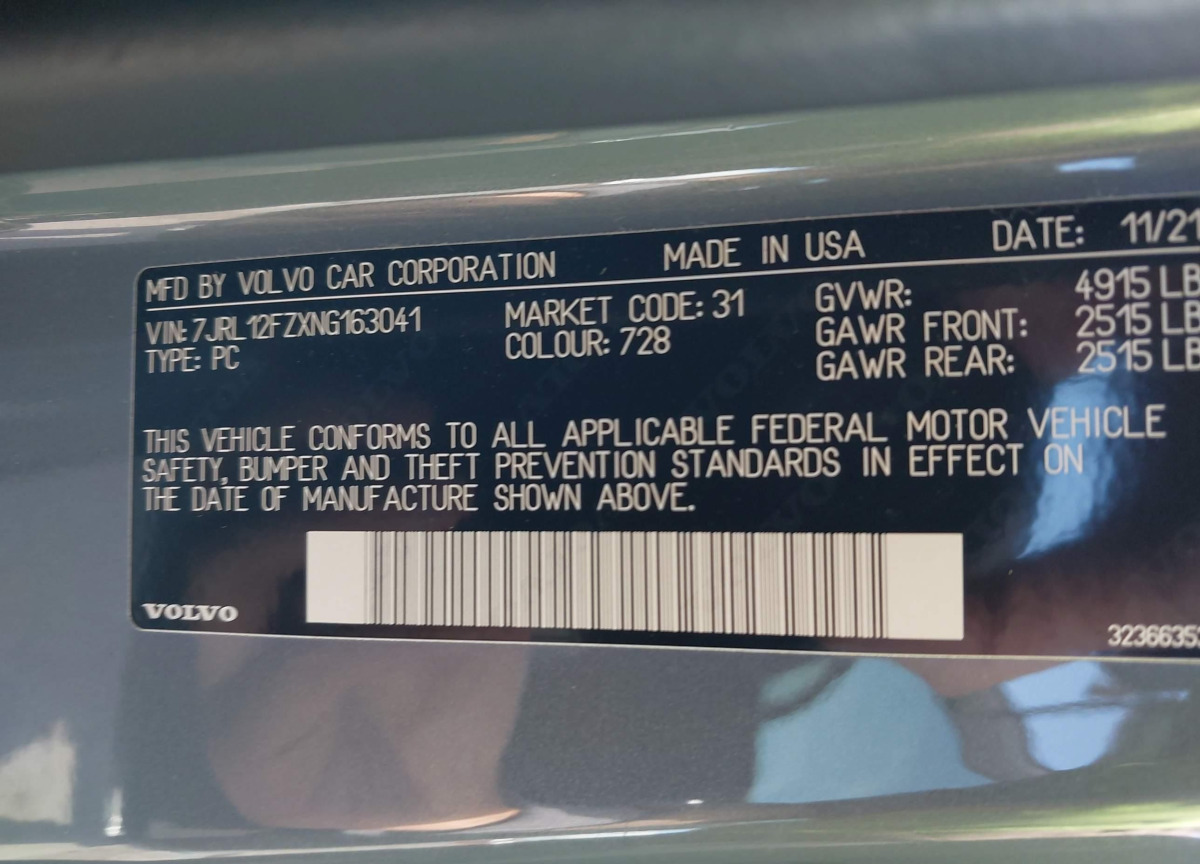 MFD BY VOLVO CAR CORPORATION MADE IN USA DATE: 11/21
VIN: 7JRL12FZXNG163041 MARKET CODE: 31 GVWR: 4915 LB
TYPE: PC COLOUR: 728 GAWR FRONT: 2515 LB
GAWR REAR: 2515 LB
THIS VEHICLE CONFORMS TO ALL APPLICABLE FEDERAL MOTOR VEHICLE
SAFETY, BUMPER AND THEFT PREVENTION STANDARDS IN EFFECT ON
THE DATE OF MANUFACTURE SHOWN ABOVE.
VOLVO